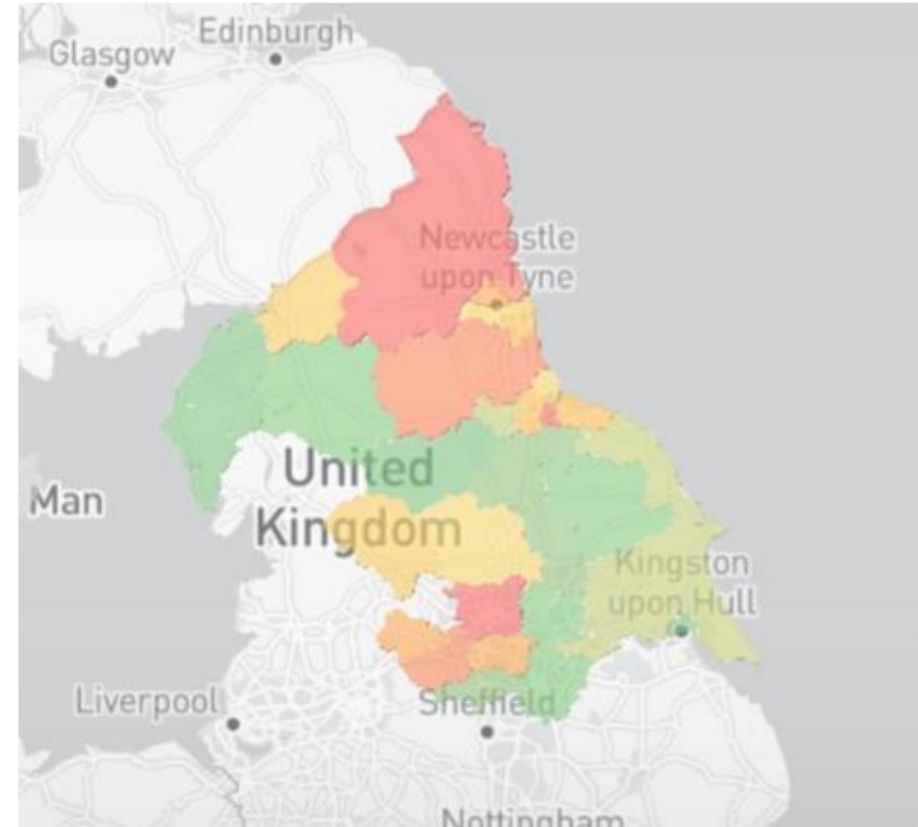 Edinburgh
Glasgow
Newcastle
upon Tyne
United
Kingdom
Man
Kingston
upon Hull
Liverpool
Sheffield
Nottingham